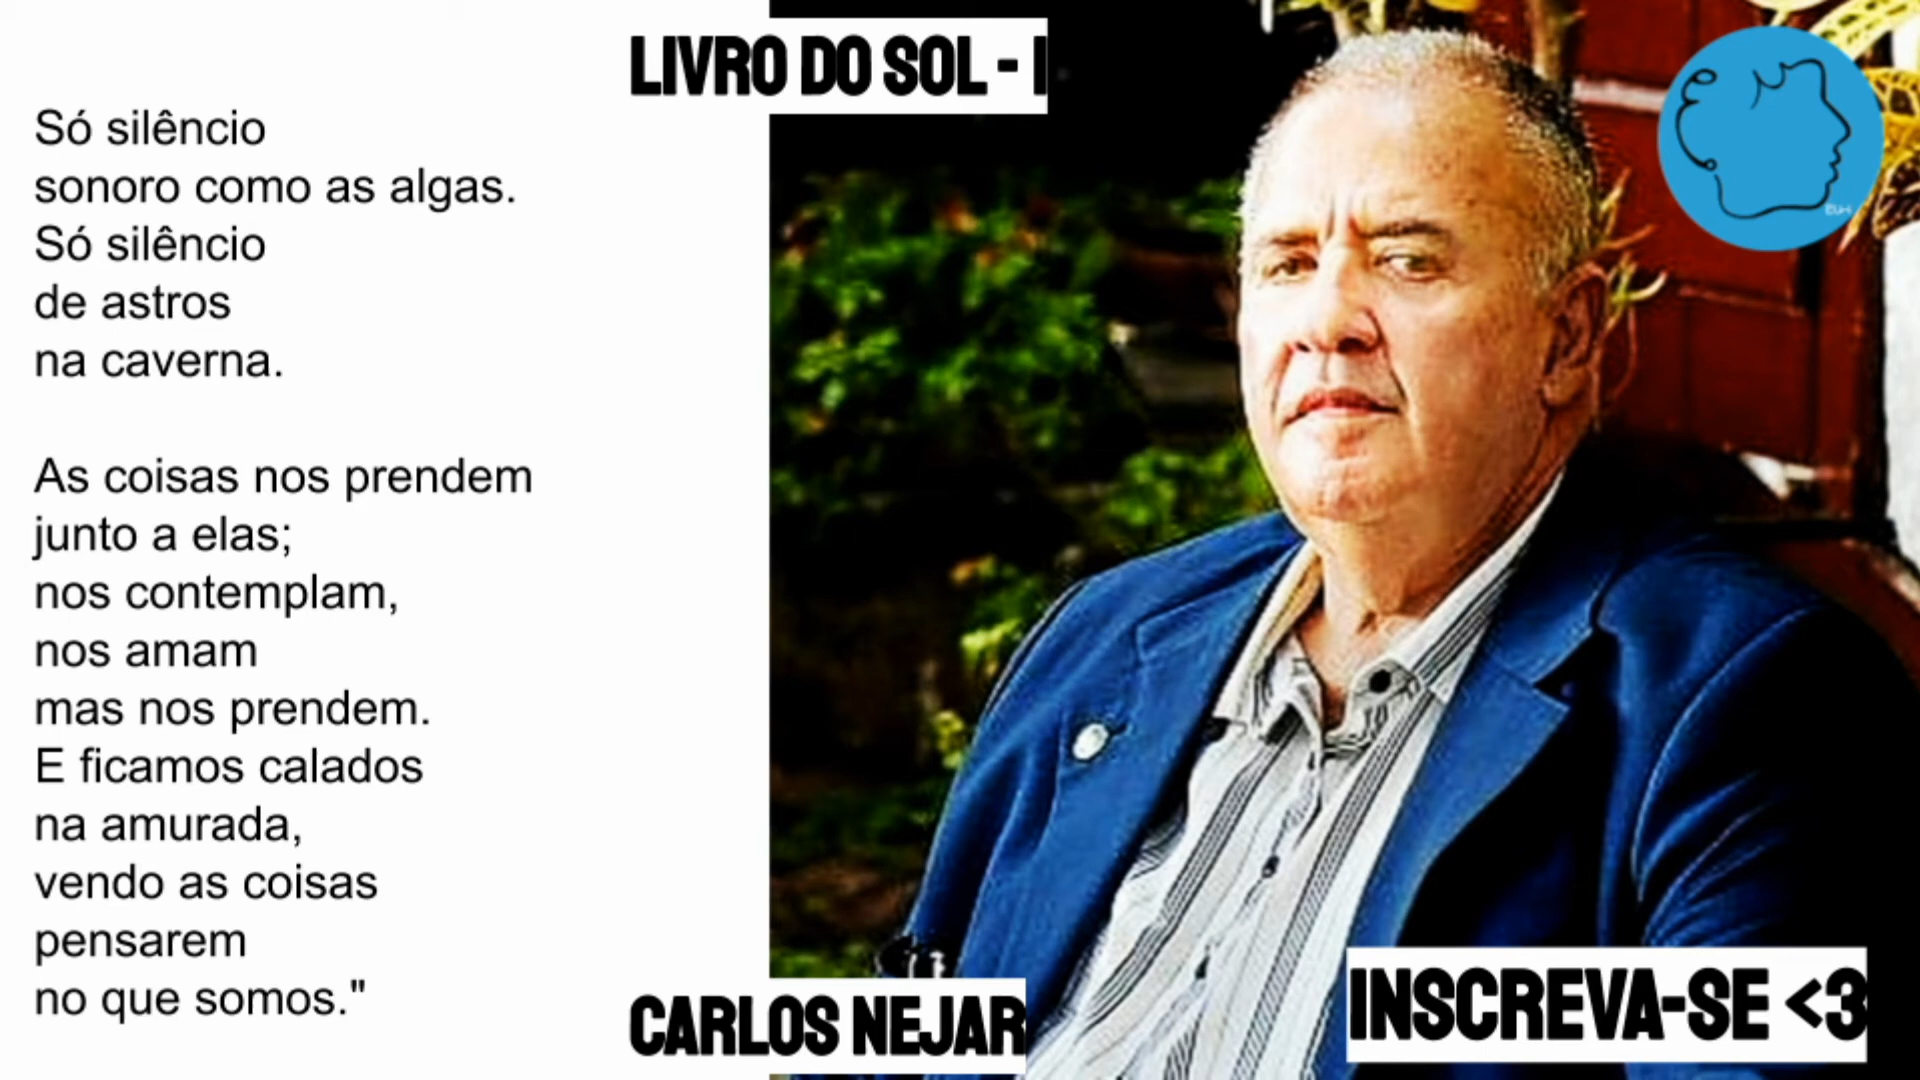 LIVRO DO SOL - I
Só silêncio
sonoro como as algas.
Só silêncio
de astros
na caverna.
As coisas nos prendem
junto a elas;
nos contemplam,
nos amam
mas nos prendem.
E ficamos calados
na amurada,
vendo as coisas
pensarem
no que somos."
CARLOS NEJAR
INSCREVA-SE <3